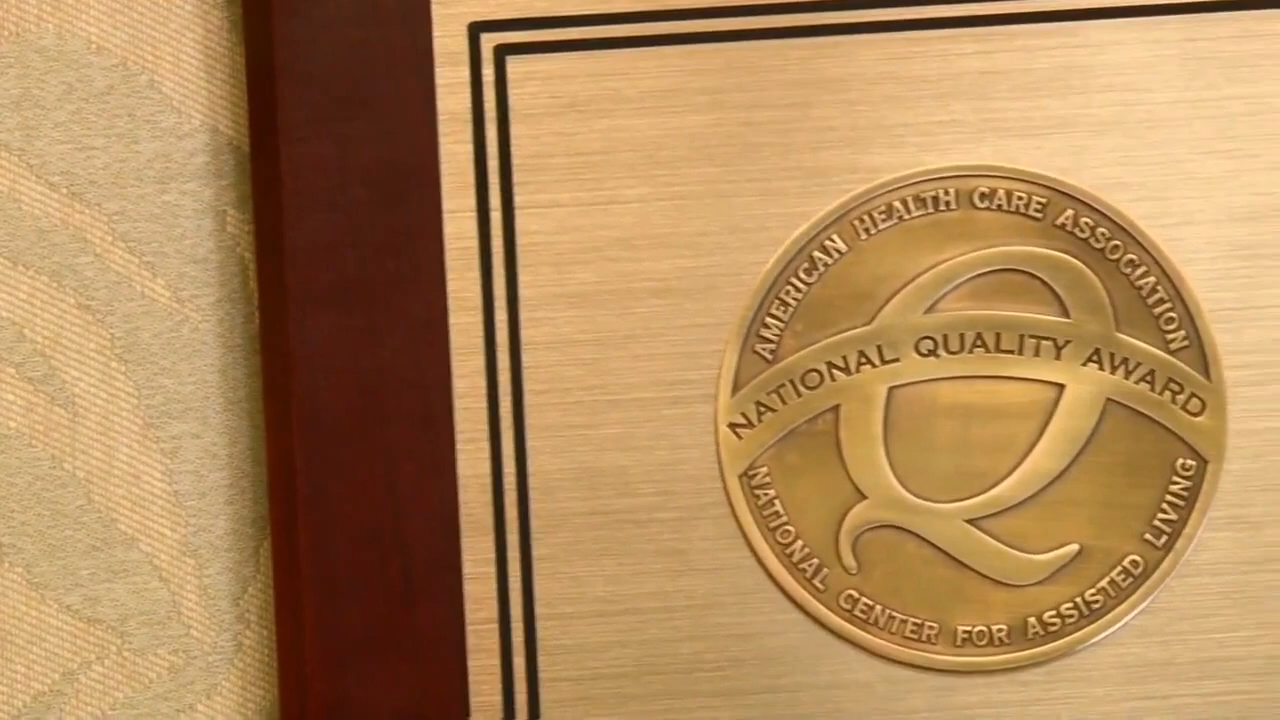 AMERICAN HEALTH CARE ASSOCIATION
NATIONAL QUALITY AWARD
NATIONAL CENTER FOR ASSISTED LIVING